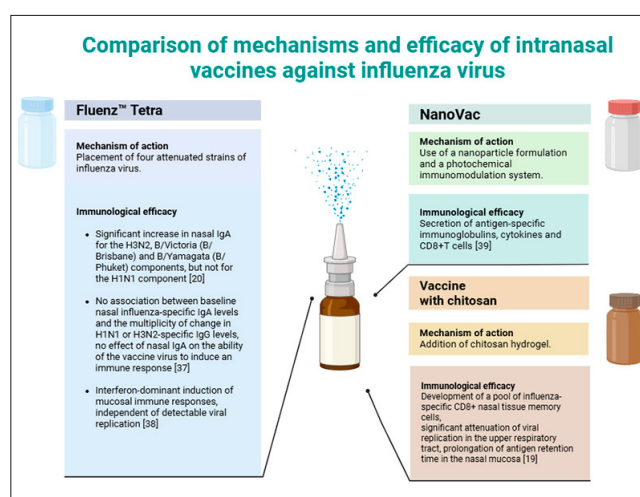 Comparison of mechanisms and efficacy of intranasal
vaccines against influenza virus
Fluenz™ Tetra
Mechanism of action
Placement of four attenuated strains of
influenza virus.
Immunological efficacy
• Significant increase in nasal IgA
for the H3N2, B/Victoria (B/
Brisbane) and B/Yamagata (B/
Phuket) components, but not for
the H1N1 component [20]
• No association between baseline
nasal influenza-specific IgA levels
and the multiplicity of change in
H1N1 or H3N2-specific IgG levels,
no effect of nasal IgA on the ability
of the vaccine virus to induce an
immune response [37]
• Interferon-dominant induction of
mucosal immune responses,
independent of detectable viral
replication [38]
NanoVac
Mechanism of action
Use of a nanoparticle formulation
and a photochemical
immunomodulation system.
Immunological efficacy
Secretion of antigen-specific
immunoglobulins, cytokines and
CD8+T cells [39]
Vaccine
with chitosan
Mechanism of action
Addition of chitosan hydrogel.
Immunological efficacy
Development of a pool of influenza-
specific CD8+ nasal tissue memory
cells,
significant attenuation of viral
replication in the upper respiratory
tract, prolongation of antigen retention
time in the nasal mucosa [19]